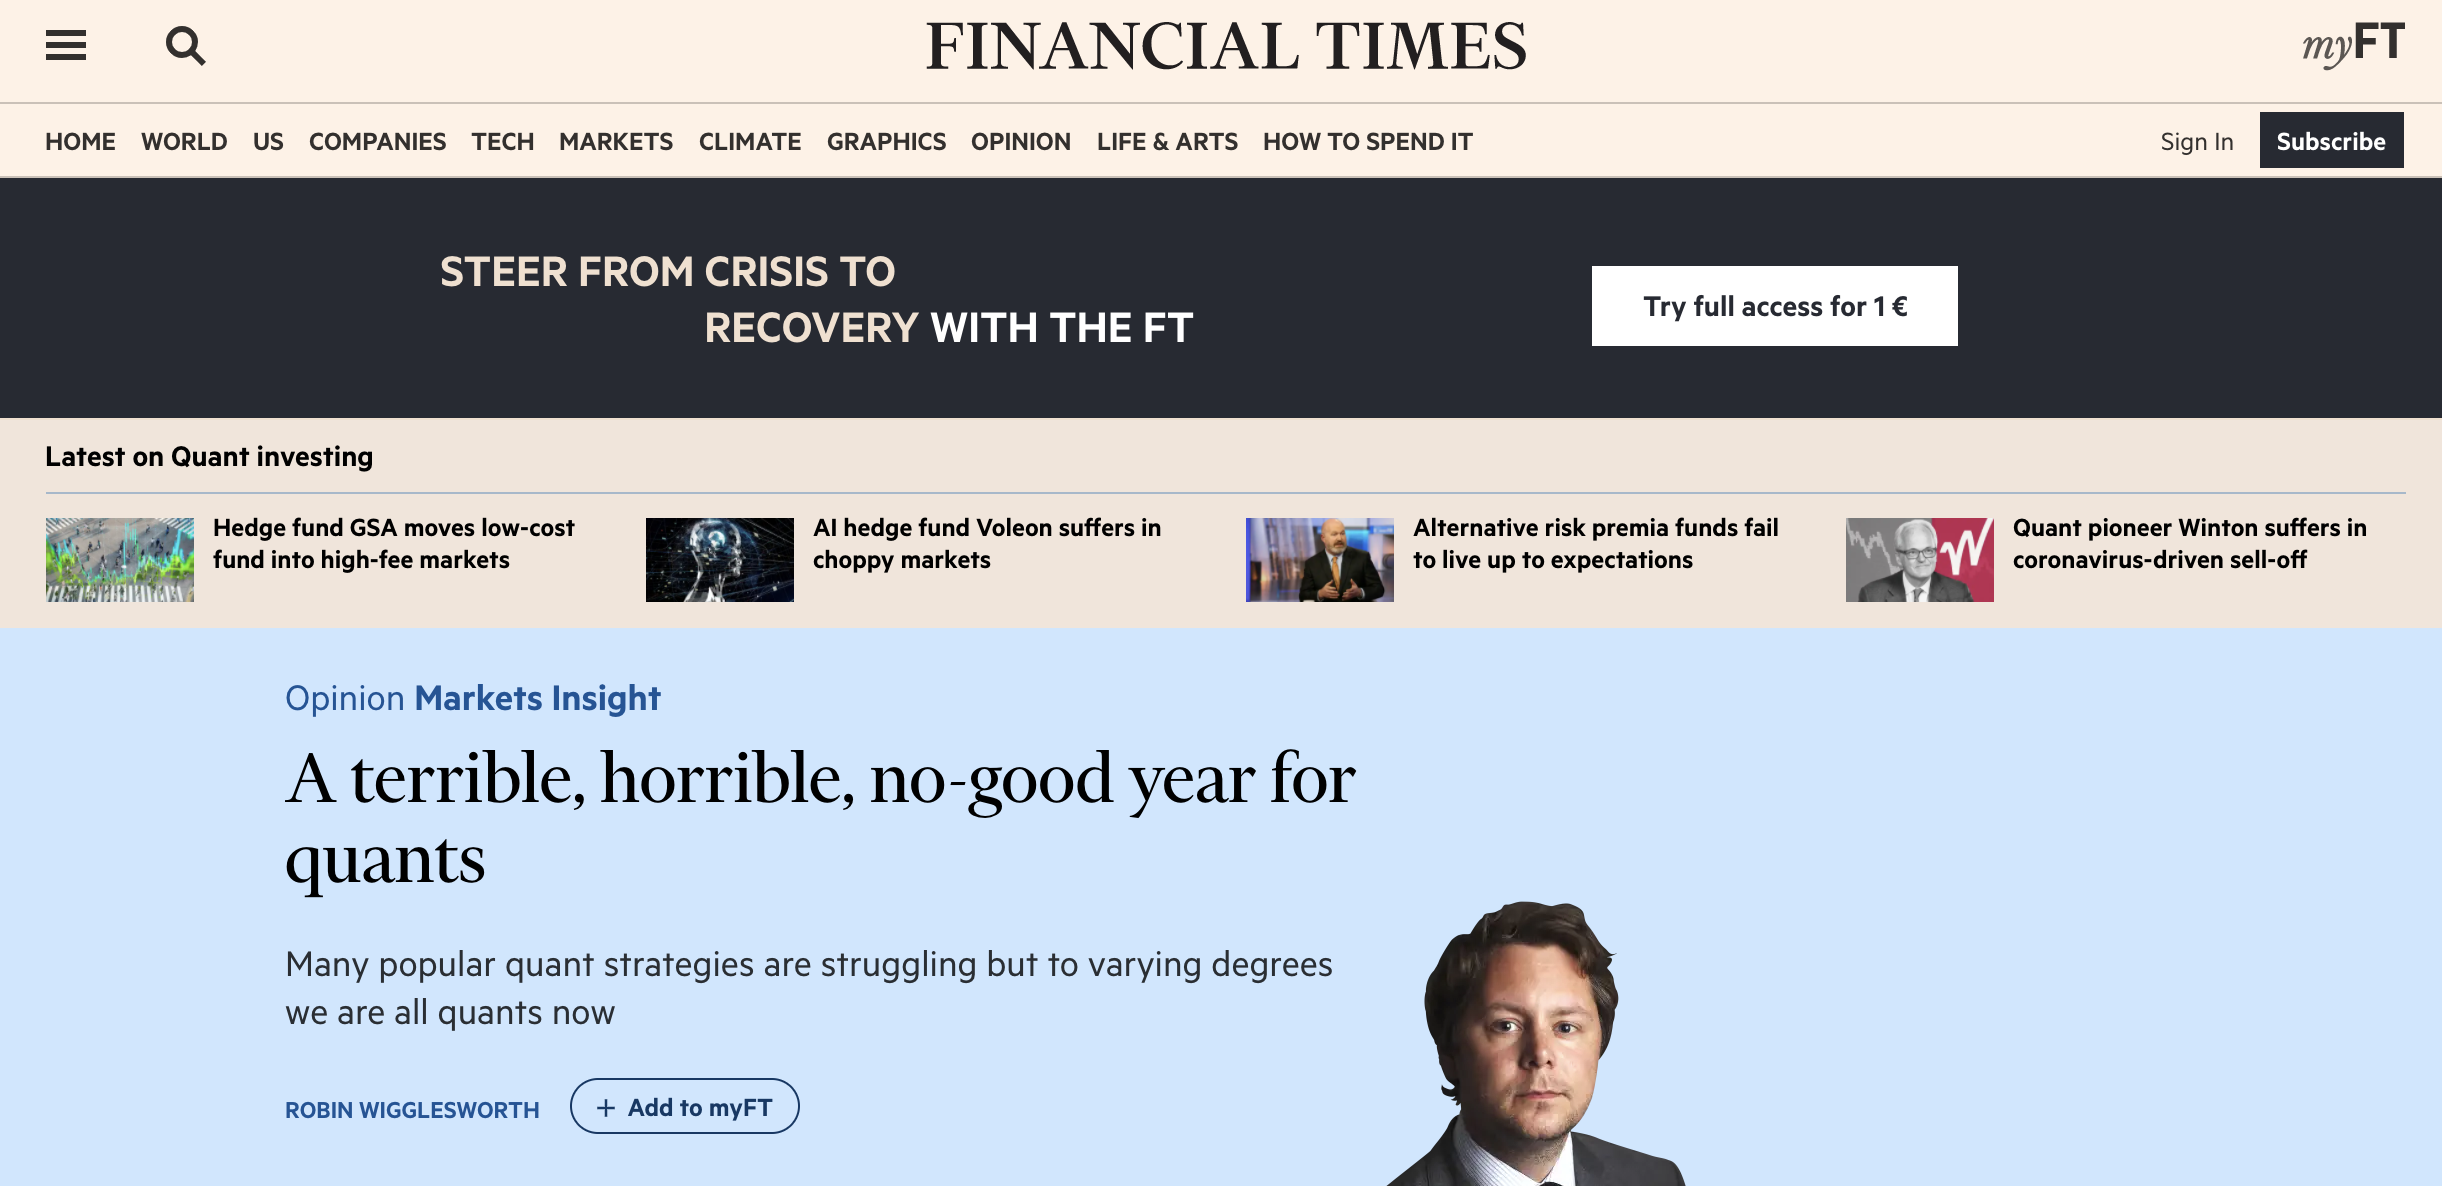 FINANCIAL TIMES
myFT
HOME WORLD US COMPANIES TECH MARKETS CLIMATE GRAPHICS OPINION LIFE & ARTS HOW TO SPEND IT
Sign In
Subscribe
STEER FROM CRISIS TO
RECOVERY WITH THE FT
Try full access for 1 €
Latest on Quant investing
Hedge fund GSA moves low-cost
fund into high-fee markets
AI hedge fund Voleon suffers in
choppy markets
Alternative risk premia funds fail
to live up to expectations
Quant pioneer Winton suffers in
coronavirus-driven sell-off
Opinion Markets Insight
A terrible, horrible, no-good year for
quants
Many popular quant strategies are struggling but to varying degrees
we are all quants now
ROBIN WIGGLESWORTH
+ Add to myFT